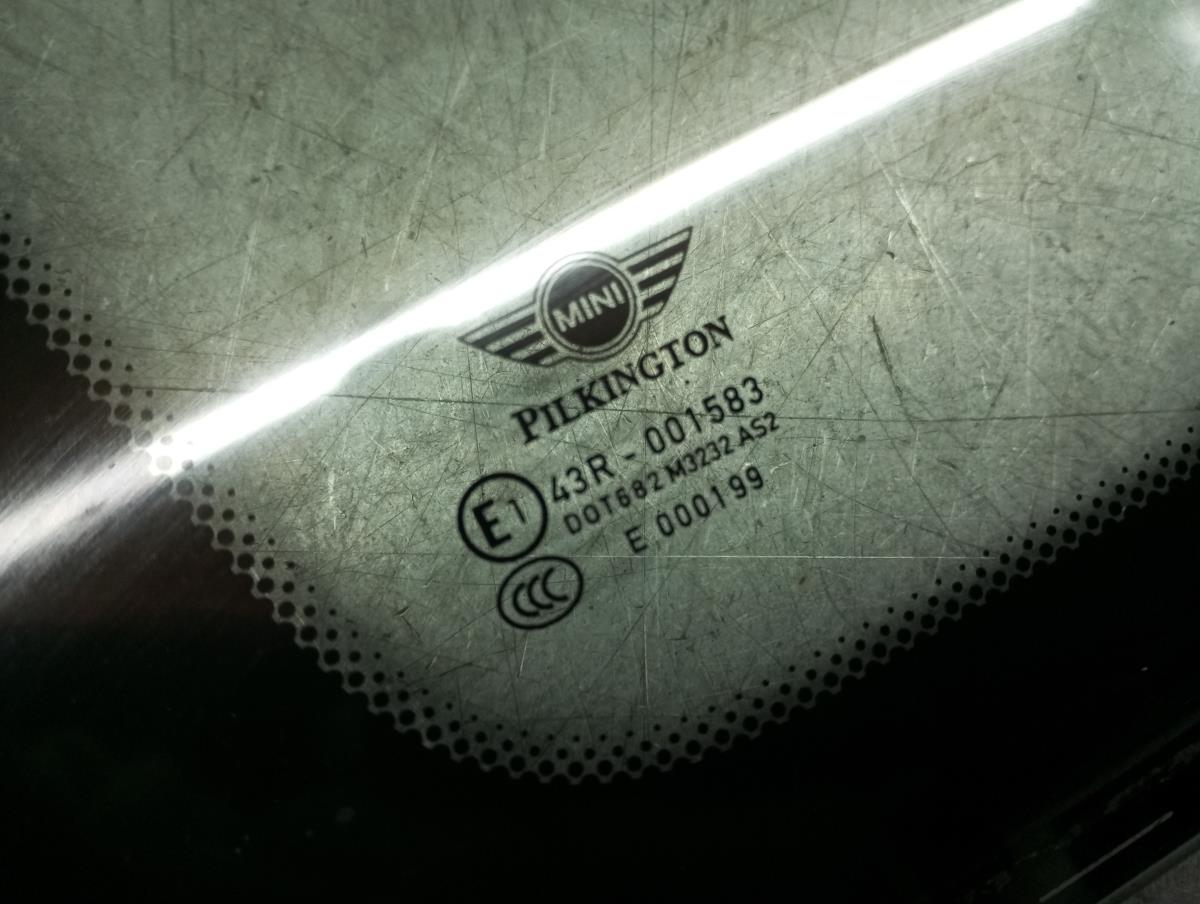 MINI
PILKINGTON
E1 43R - 001583
DOT682 M3232 AS2
E 000199
CCC